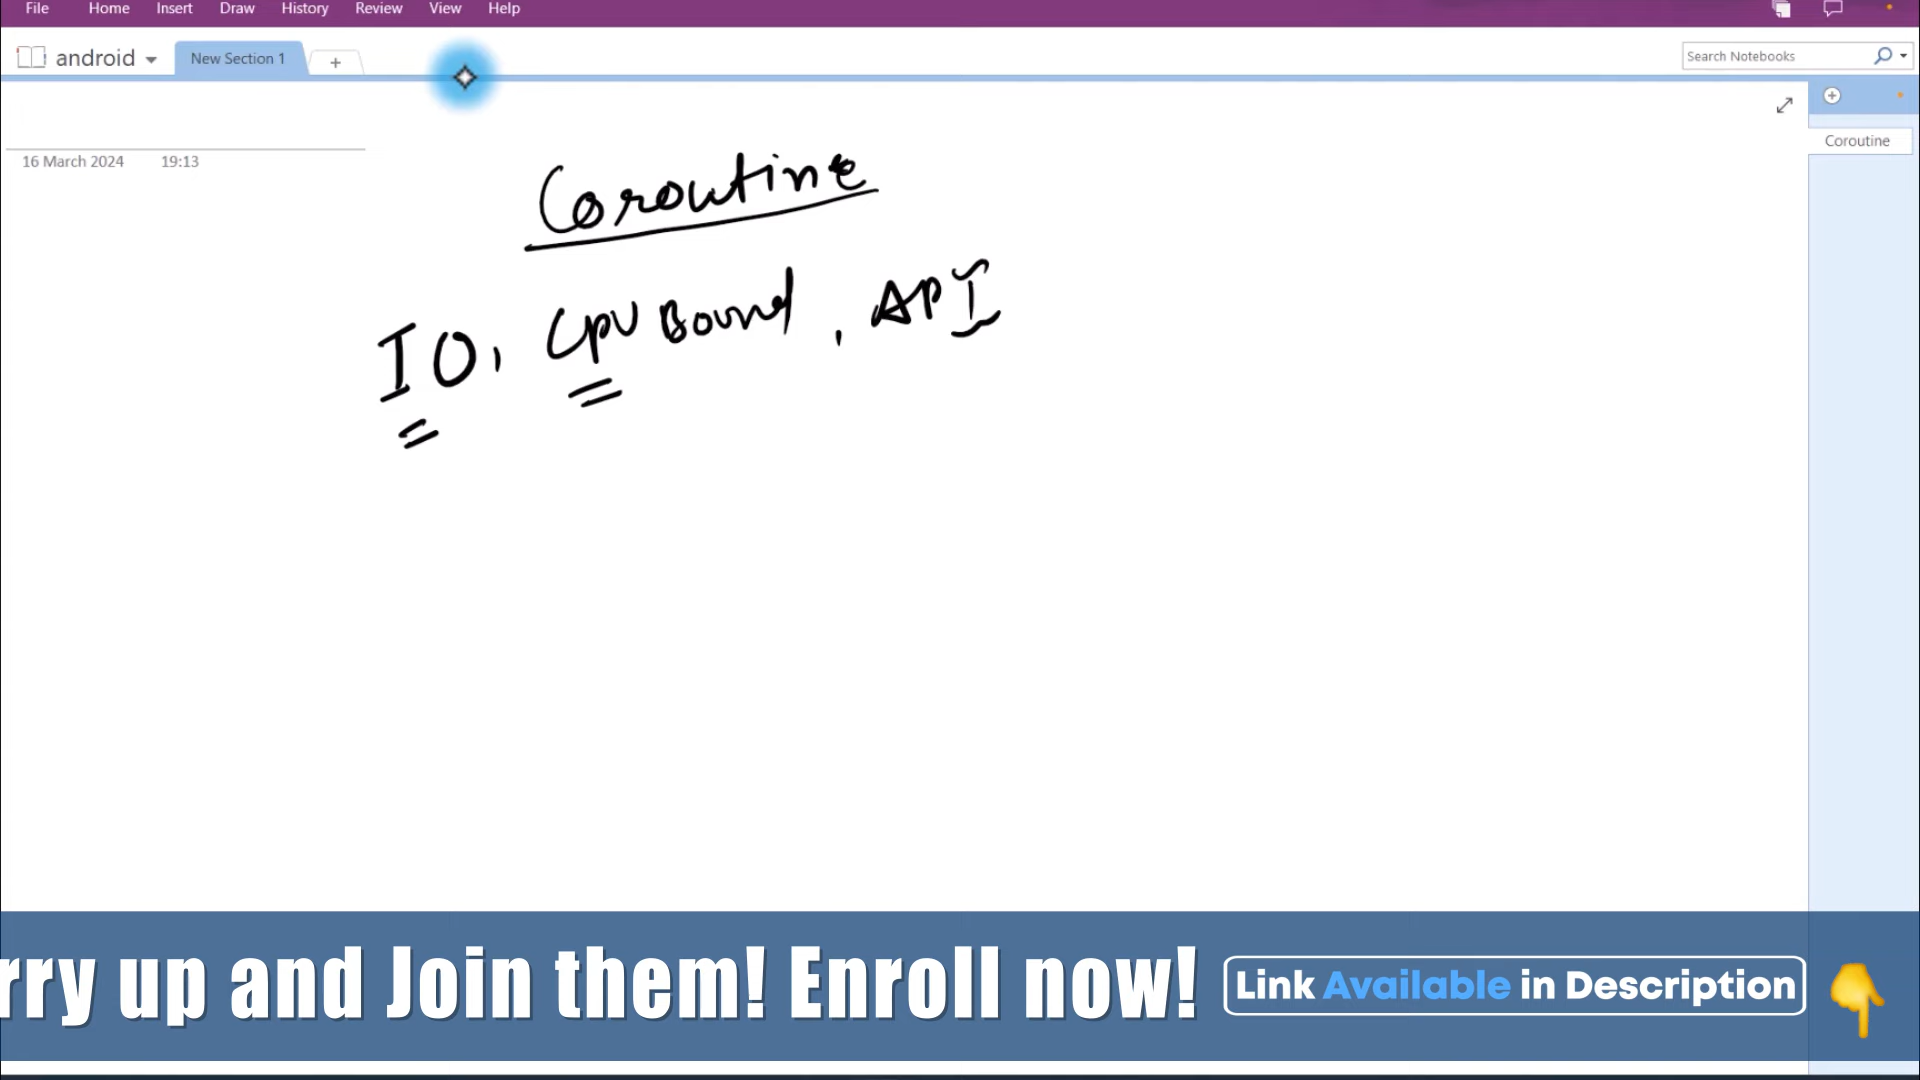 File Home Insert Draw History Review View Help
android New Section 1 +
Search Notebooks
Coroutine
16 March 2024 19:13
Coroutine
IO, CPU Bound, API
rry up and Join them! Enroll now! Link Available in Description